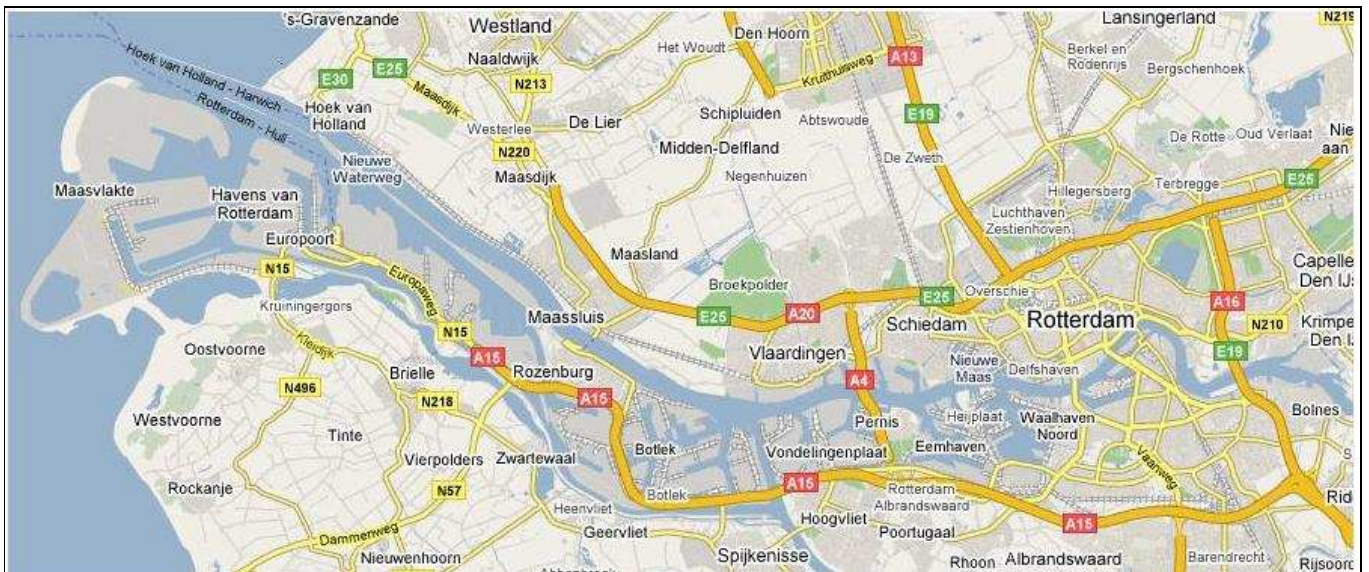 's-Gravenzande
Westland
Den Hoorn
Lansingerland
N219
Hoek van Holland - Harwich
Het Woudt
A13
Berkel en
Rodenrijs
Naaldwijk
E25
E30
N213
Maasdijk
Kruithuisweg
Bergschenhoek
Rotterdam - Hull
Hoek van
Holland
Westerlee
De Lier
Schipluiden
Abtswoude
E19
De Rotte
Oud Verlaat
Nie
aan
N220
Midden-Delfland
De Zweth
Nieuwe
Waterweg
Maasdijk
Negenhuizen
Hillegersberg
Terbregge
E25
Maasvlakte
Havens van
Rotterdam
Luchthaven
Zestienhoven
Europoort
Maasland
Capelle
Den IJs
N15
Europaweg
Broekpolder
Overschie
Kruiningergors
E25
A20
E25
A16
Maassluis
Schiedam
Rotterdam
N210
Krimpe
Den IJ
N15
Kleidijk
Oostvoorne
A15
Vlaardingen
E19
Nieuwe
Maas
Delfshaven
Brielle
Rozenburg
A4
N496
N218
A15
Westvoorne
Pernis
Heijplaat
Waalhaven
Noord
Bolnes
Tinte
Botlek
Vondelingenplaat
Eemhaven
Vierpolders
Zwartewaal
Vaanweg
Rockanje
N57
Botlek
A15
Rotterdam
Albrandswaard
Ride
Heenvliet
Hoogvliet
A15
Dammenweg
Geervliet
Poortugaal
Nieuwenhoorn
Spijkenisse
Rhoon
Albrandswaard
Barendrecht
Rijsoord